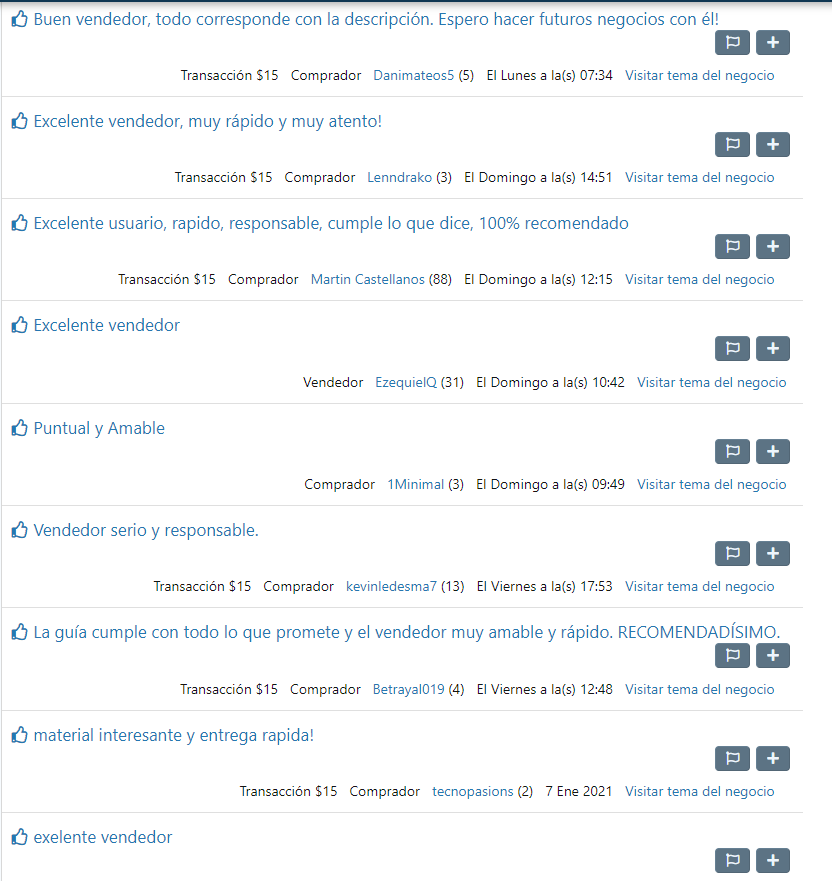 Buen vendedor, todo corresponde con la descripción. Espero hacer futuros negocios con él!
Transacción $15 Comprador Danimateos5 (5) El Lunes a la(s) 07:34 Visitar tema del negocio
Excelente vendedor, muy rápido y muy atento!
Transacción $15 Comprador Lenndrako (3) El Domingo a la(s) 14:51 Visitar tema del negocio
Excelente usuario, rapido, responsable, cumple lo que dice, 100% recomendado
Transacción $15 Comprador Martin Castellanos (88) El Domingo a la(s) 12:15 Visitar tema del negocio
Excelente vendedor
Vendedor EzequielQ (31) El Domingo a la(s) 10:42 Visitar tema del negocio
Puntual y Amable
Comprador 1Minimal (3) El Domingo a la(s) 09:49 Visitar tema del negocio
Vendedor serio y responsable.
Transacción $15 Comprador kevinledesma7 (13) El Viernes a la(s) 17:53 Visitar tema del negocio
La guía cumple con todo lo que promete y el vendedor muy amable y rápido. RECOMENDADÍSIMO.
Transacción $15 Comprador Betrayal019 (4) El Viernes a la(s) 12:48 Visitar tema del negocio
material interesante y entrega rapida!
Transacción $15 Comprador tecnopasions (2) 7 Ene 2021 Visitar tema del negocio
exelente vendedor